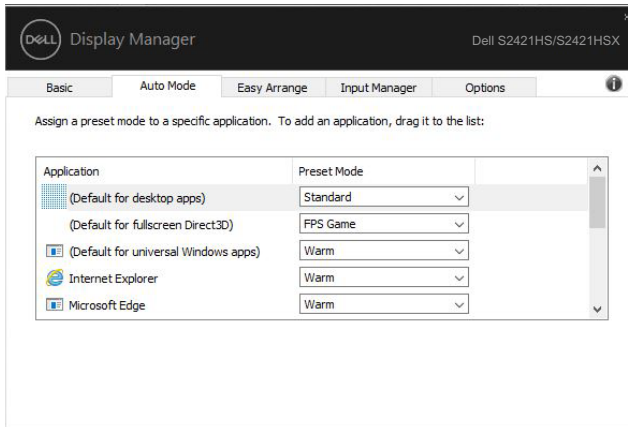 DELL Display Manager
Dell S2421HS/S2421HSX
Basic Auto Mode Easy Arrange Input Manager Options
Assign a preset mode to a specific application. To add an application, drag it to the list:
Application Preset Mode
(Default for desktop apps) Standard
(Default for fullscreen Direct3D) FPS Game
(Default for universal Windows apps) Warm
Internet Explorer Warm
Microsoft Edge Warm